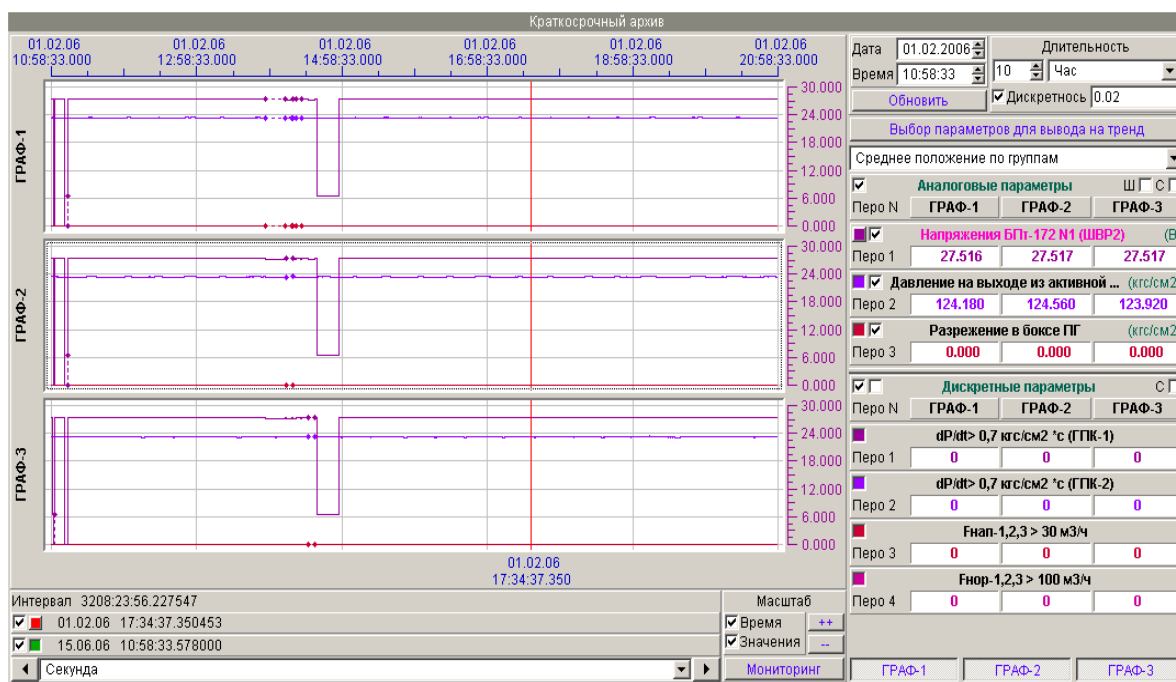 Краткосрочный архив
01.02.06 01.02.06 01.02.06 01.02.06 01.02.06 01.02.06
10:58:33.000 12:58:33.000 14:58:33.000 16:58:33.000 18:58:33.000 20:58:33.000
ГРАФ-1
30.000
24.000
18.000
12.000
6.000
0.000
ГРАФ-2
30.000
24.000
18.000
12.000
6.000
0.000
ГРАФ-3
30.000
24.000
18.000
12.000
6.000
0.000
01.02.06
17:34:37.350
Интервал 3208:23:56.227547
01.02.06 17:34:37.350453
15.06.06 10:58:33.578000
Секунда
Масштаб
Время ++
Значения --
Мониторинг
Дата 01.02.2006 Длительность
Время 10:58:33 10 Час
Обновить Дискретнось 0.02
Выбор параметров для вывода на тренд
Среднее положение по группам
Аналоговые параметры Ш С
Перо N ГРАФ-1 ГРАФ-2 ГРАФ-3
Напряжения БПт-172 N1 (ШВР2) (В
Перо 1 27.516 27.517 27.517
Давление на выходе из активной ... (кгс/см2
Перо 2 124.180 124.560 123.920
Разрежение в боксе ПГ (кгс/см2
Перо 3 0.000 0.000 0.000
Дискретные параметры С
Перо N ГРАФ-1 ГРАФ-2 ГРАФ-3
dP/dt> 0,7 кгс/см2 *с (ГПК-1)
Перо 1 0 0 0
dP/dt> 0,7 кгс/см2 *с (ГПК-2)
Перо 2 0 0 0
Fнап-1,2,3 > 30 м3/ч
Перо 3 0 0 0
Fнор-1,2,3 > 100 м3/ч
Перо 4 0 0 0
ГРАФ-1 ГРАФ-2 ГРАФ-3